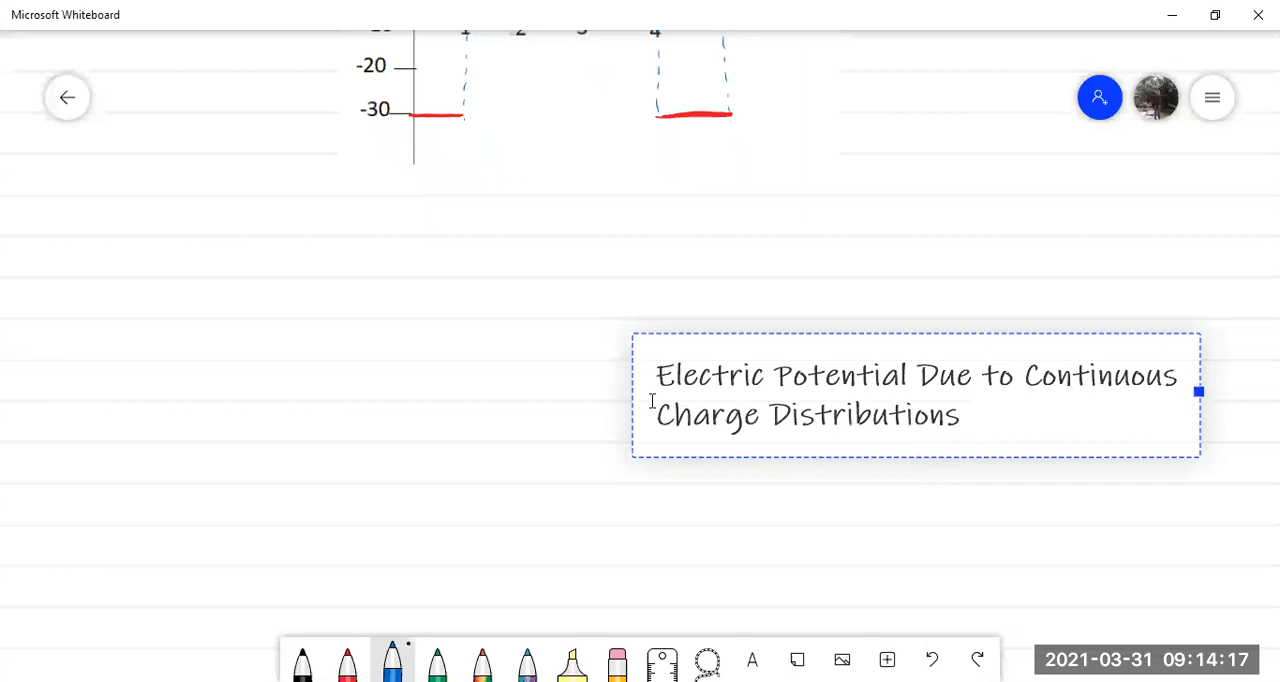 Microsoft Whiteboard
1 2 3 4
-20
-30
Electric Potential Due to Continuous
Charge Distributions
A
2021-03-31 09:14:17